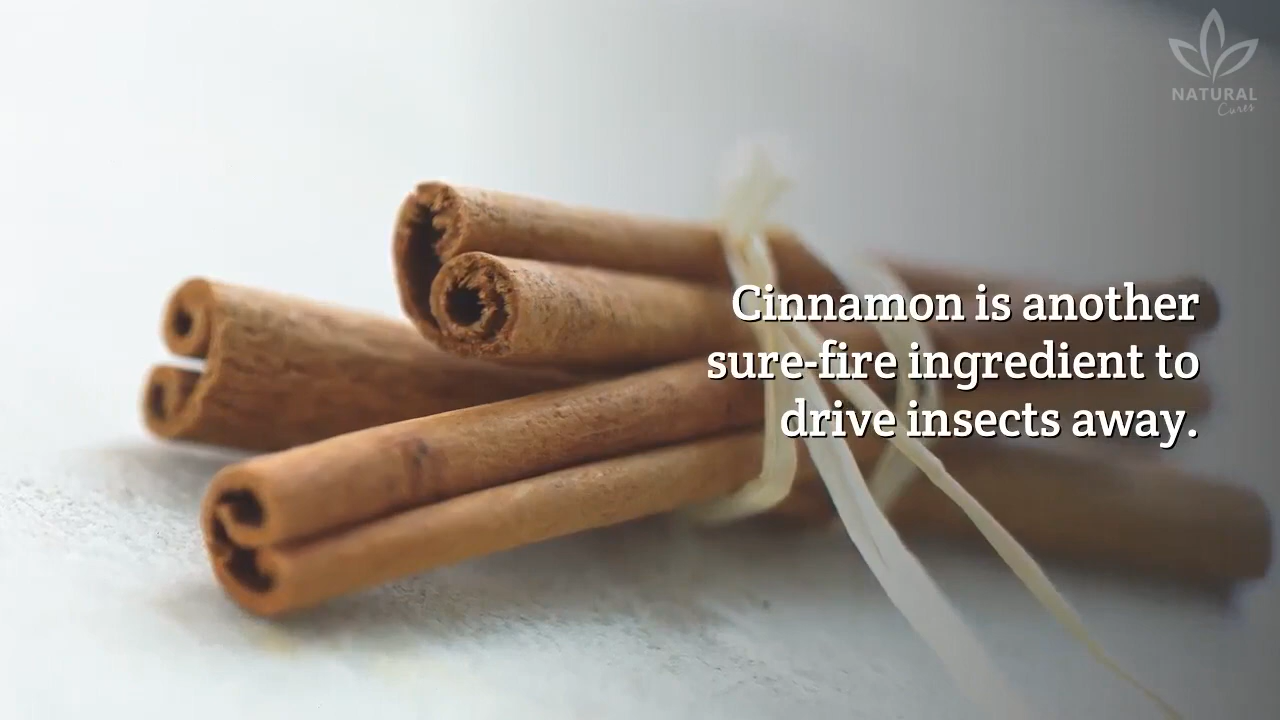 NATURAL
Cures
Cinnamon is another
sure-fire ingredient to
drive insects away.